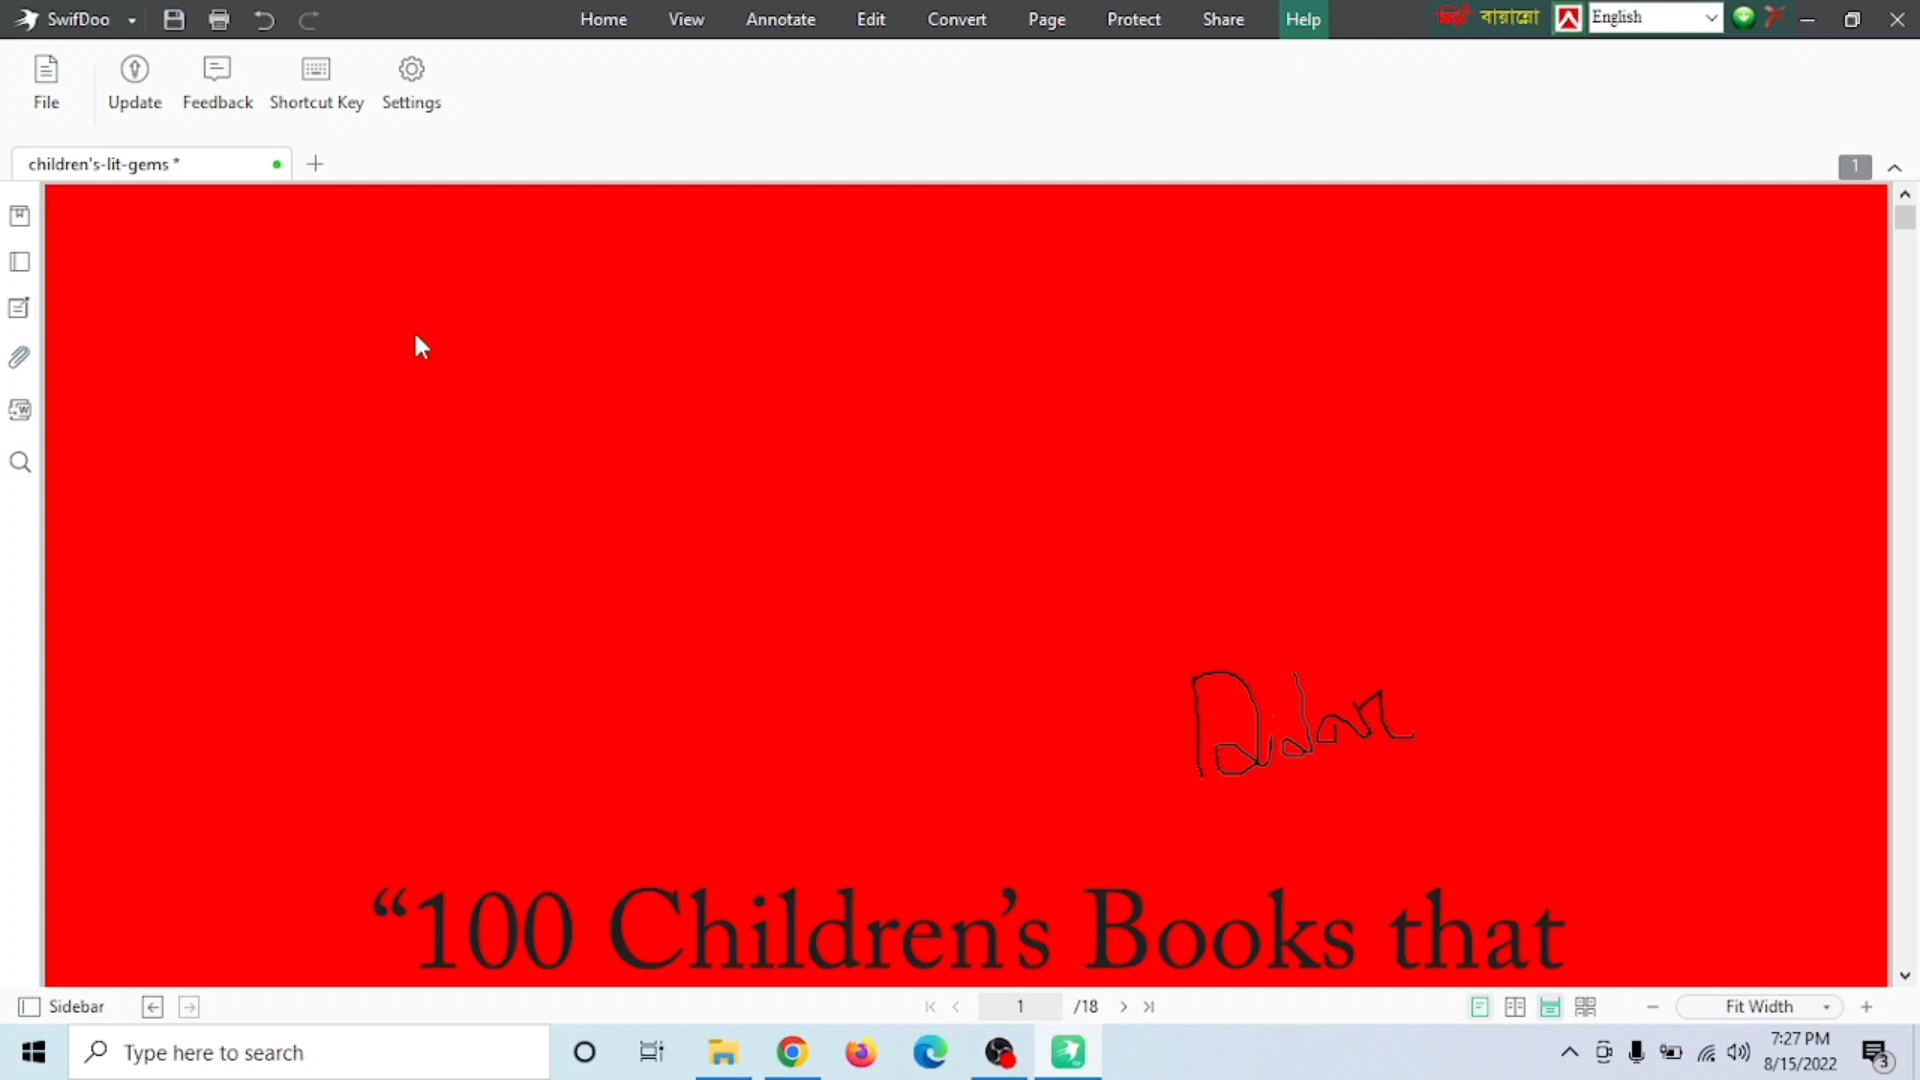 SwifDoo Home View Annotate Edit Convert Page Protect Share Help বায়ান্নো English
File Update Feedback Shortcut Key Settings
children's-lit-gems * 1
Didar
“100 Children’s Books that
Sidebar 1 /18 Fit Width
Type here to search 7:27 PM
8/15/2022 3